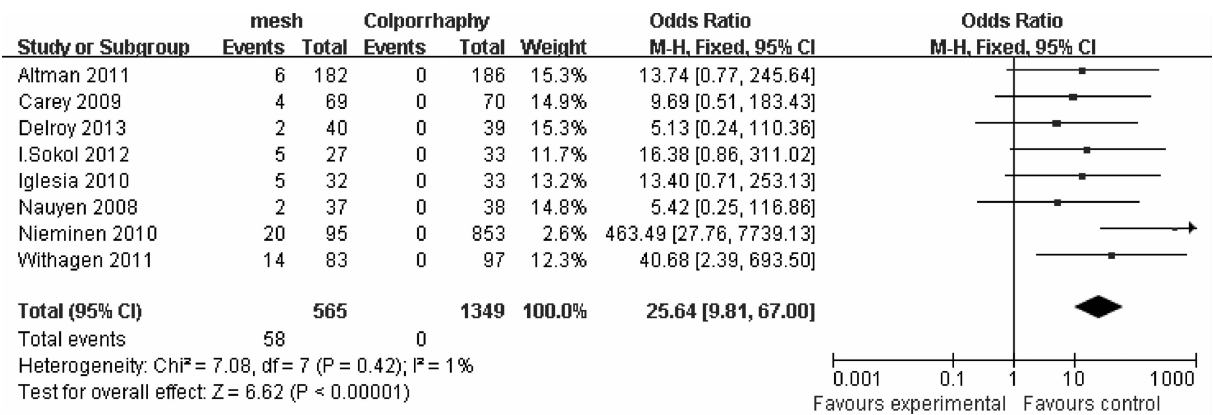 mesh Colporrhaphy Odds Ratio Odds Ratio
Study or Subgroup Events Total Events Total Weight M-H, Fixed, 95% CI M-H, Fixed, 95% CI
Altman 2011 6 182 0 186 15.3% 13.74 [0.77, 245.64]
Carey 2009 4 69 0 70 14.9% 9.69 [0.51, 183.43]
Delroy 2013 2 40 0 39 15.3% 5.13 [0.24, 110.36]
I.Sokol 2012 5 27 0 33 11.7% 16.38 [0.86, 311.02]
Iglesia 2010 5 32 0 33 13.2% 13.40 [0.71, 253.13]
Nauyen 2008 2 37 0 38 14.8% 5.42 [0.25, 116.86]
Nieminen 2010 20 95 0 853 2.6% 463.49 [27.76, 7739.13]
Withagen 2011 14 83 0 97 12.3% 40.68 [2.39, 693.50]
Total (95% CI) 565 1349 100.0% 25.64 [9.81, 67.00]
Total events 58 0
Heterogeneity: Chi² = 7.08, df = 7 (P = 0.42); I² = 1%
Test for overall effect: Z = 6.62 (P < 0.00001)
0.001 0.1 1 10 1000
Favours experimental Favours control